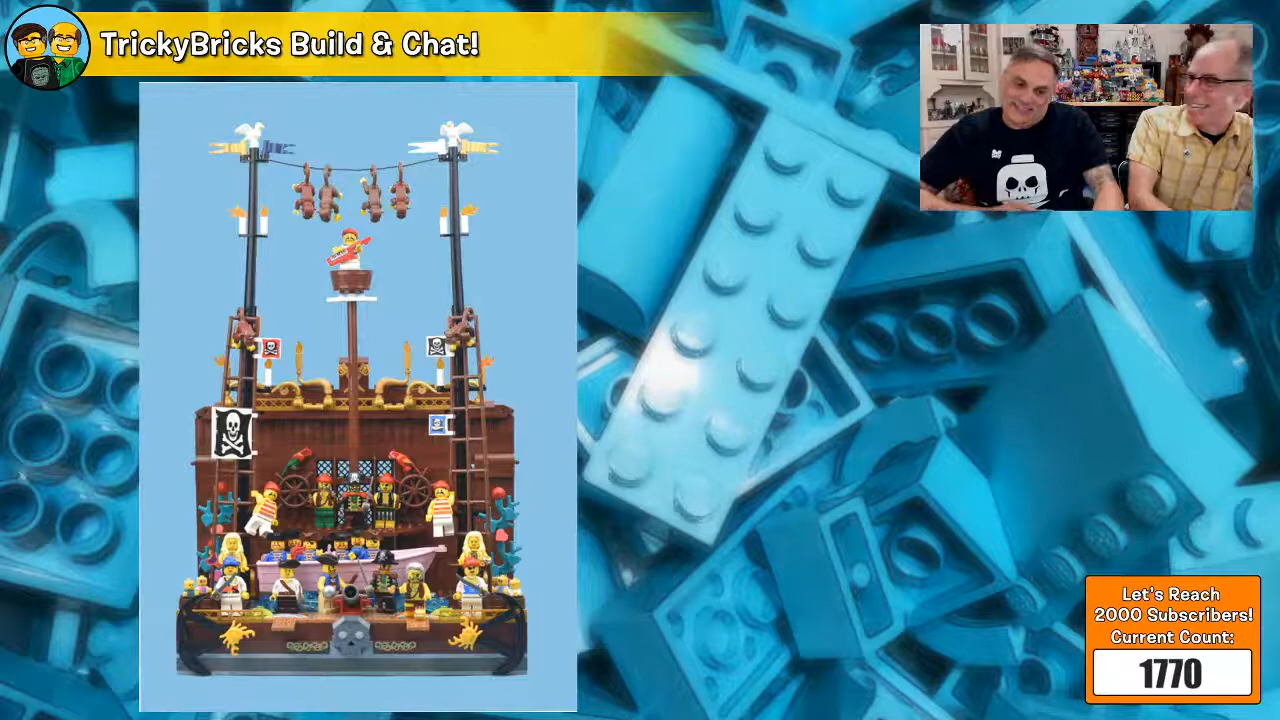 TrickyBricks Build & Chat!
Let's Reach
2000 Subscribers!
Current Count:
1770